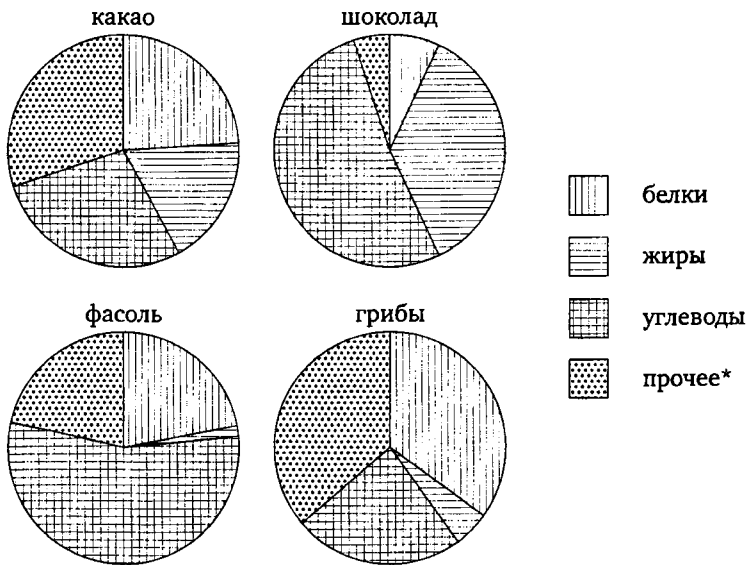 какао
шоколад
фасоль
грибы
белки
жиры
углеводы
прочее*